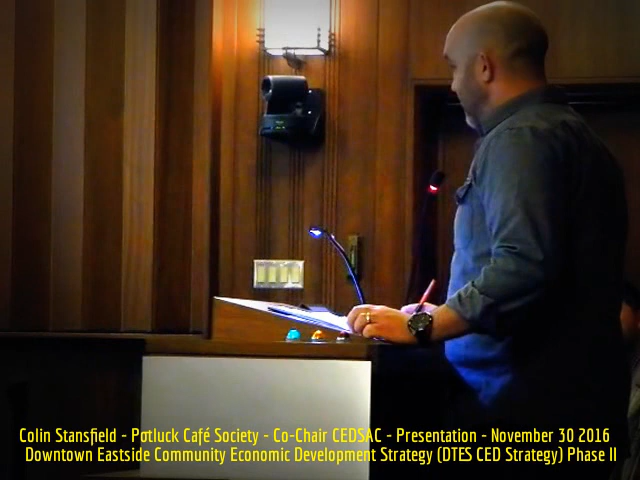 Colin Stansfield - Potluck Café Society - Co-Chair CEDSAC - Presentation - November 30 2016
Downtown Eastside Community Economic Development Strategy (DTES CED Strategy) Phase II